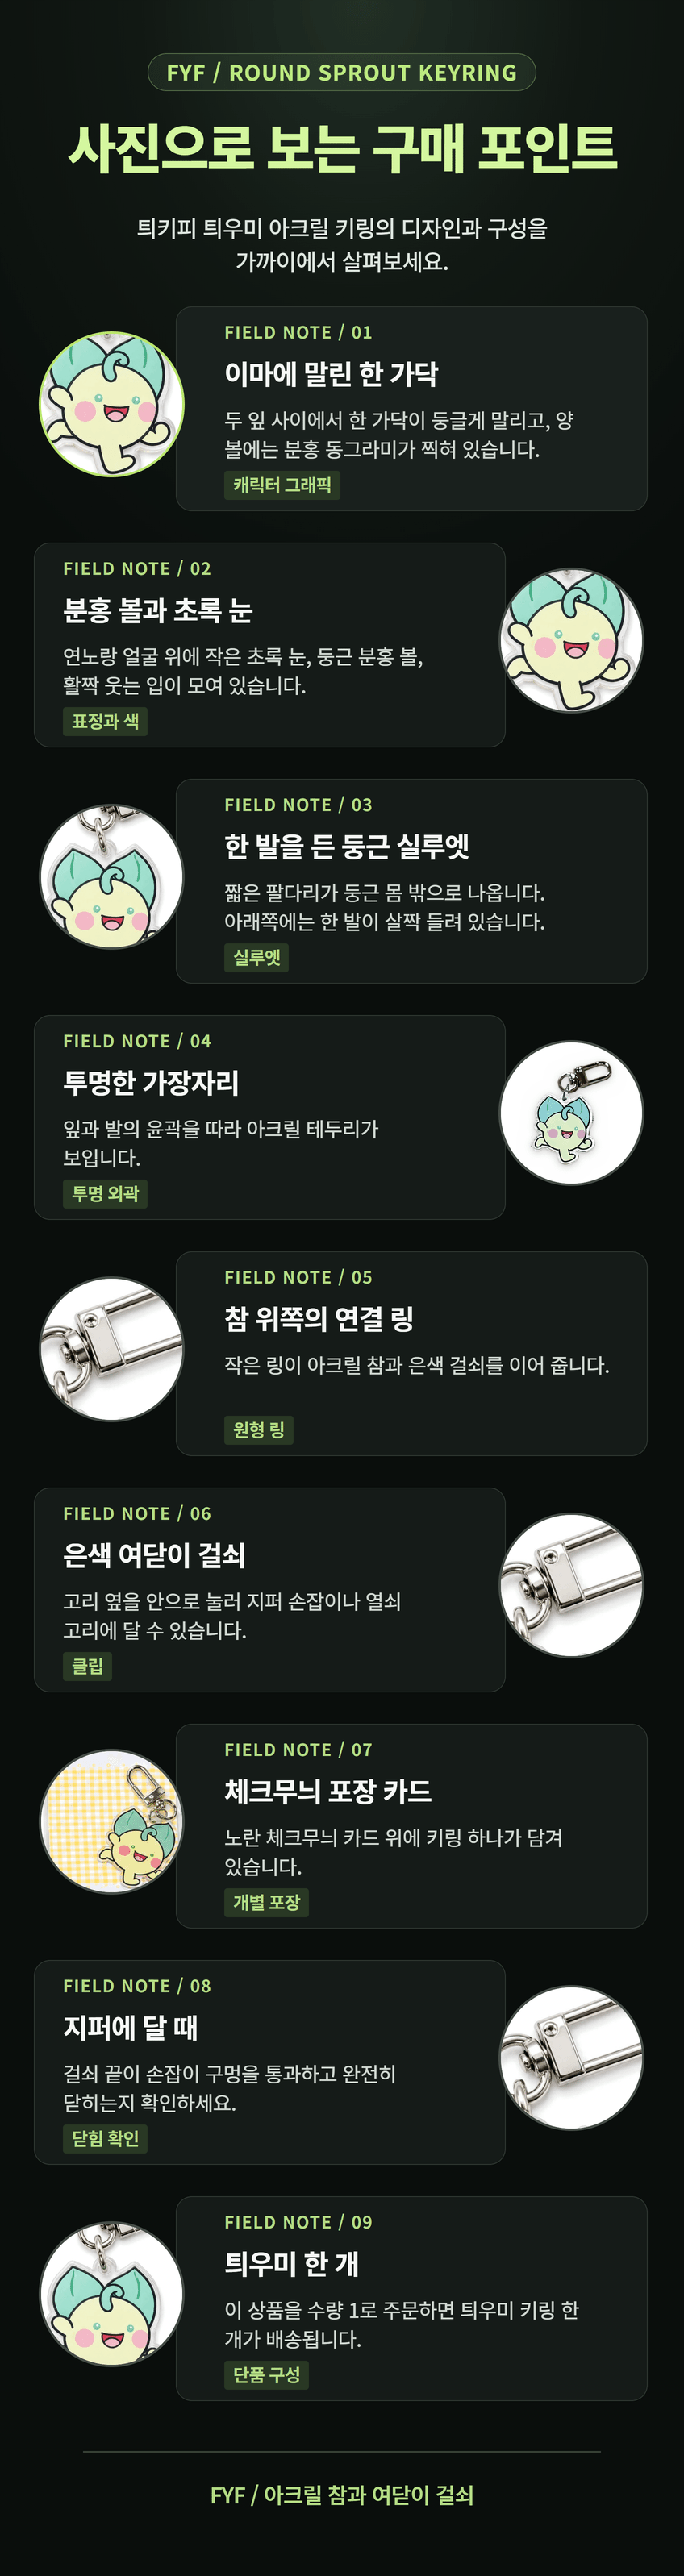 FYF / ROUND SPROUT KEYRING
사진으로 보는 구매 포인트
틔키피 틔우미 아크릴 키링의 디자인과 구성을
가까이에서 살펴보세요.
FIELD NOTE / 01
이마에 말린 한 가닥
두 잎 사이에서 한 가닥이 둥글게 말리고, 양
볼에는 분홍 동그라미가 찍혀 있습니다.
캐릭터 그래픽
FIELD NOTE / 02
분홍 볼과 초록 눈
연노랑 얼굴 위에 작은 초록 눈, 둥근 분홍 볼,
활짝 웃는 입이 모여 있습니다.
표정과 색
FIELD NOTE / 03
한 발을 든 둥근 실루엣
짧은 팔다리가 둥근 몸 밖으로 나옵니다.
아래쪽에는 한 발이 살짝 들려 있습니다.
실루엣
FIELD NOTE / 04
투명한 가장자리
잎과 발의 윤곽을 따라 아크릴 테두리가
보입니다.
투명 외곽
FIELD NOTE / 05
참 위쪽의 연결 링
작은 링이 아크릴 참과 은색 걸쇠를 이어 줍니다.
원형 링
FIELD NOTE / 06
은색 여닫이 걸쇠
고리 옆을 안으로 눌러 지퍼 손잡이나 열쇠
고리에 달 수 있습니다.
클립
FIELD NOTE / 07
체크무늬 포장 카드
노란 체크무늬 카드 위에 키링 하나가 담겨
있습니다.
개별 포장
FIELD NOTE / 08
지퍼에 달 때
걸쇠 끝이 손잡이 구멍을 통과하고 완전히
닫히는지 확인하세요.
닫힘 확인
FIELD NOTE / 09
틔우미 한 개
이 상품을 수량 1로 주문하면 틔우미 키링 한
개가 배송됩니다.
단품 구성
FYF / 아크릴 참과 여닫이 걸쇠